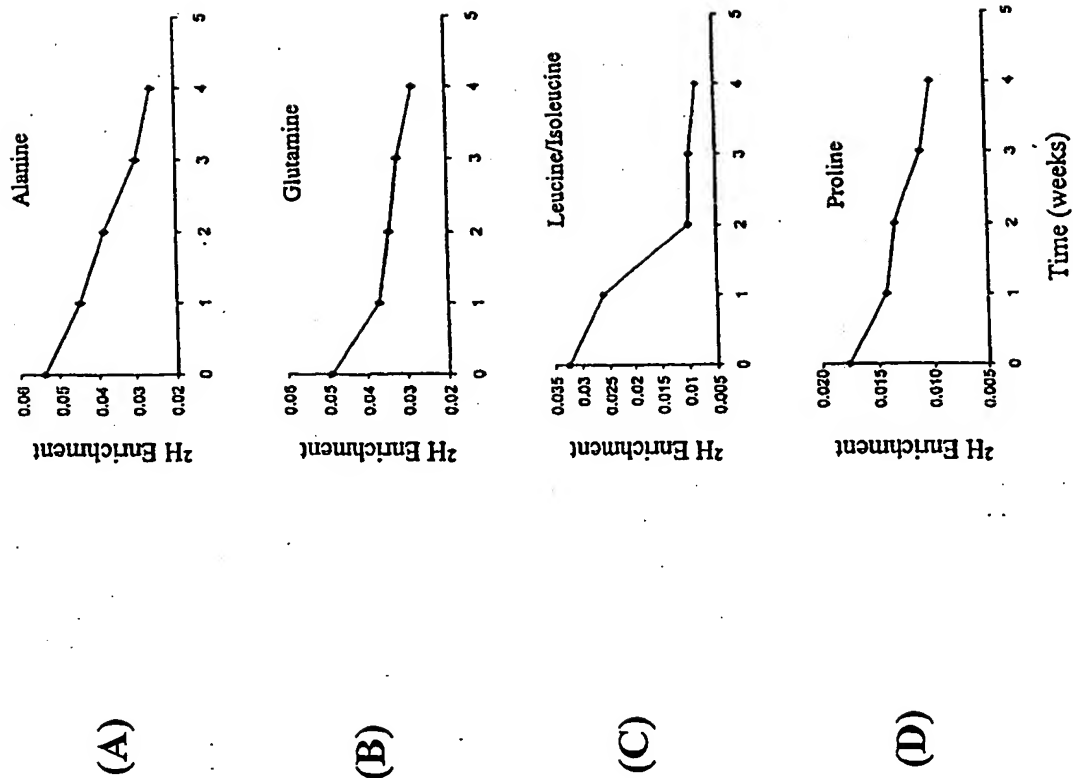 (A)
Alanine
²H Enrichment
0.06 0.05 0.04 0.03 0.02
0 1 2 3 4 5
(B)
Glutamine
²H Enrichment
0.06 0.05 0.04 0.03 0.02
0 1 2 3 4 5
(C)
Leucine/Isoleucine
²H Enrichment
0.035 0.03 0.025 0.02 0.015 0.01 0.005
0 1 2 3 4 5
(D)
Proline
²H Enrichment
0.020 0.015 0.010 0.005
0 1 2 3 4 5
Time (weeks)